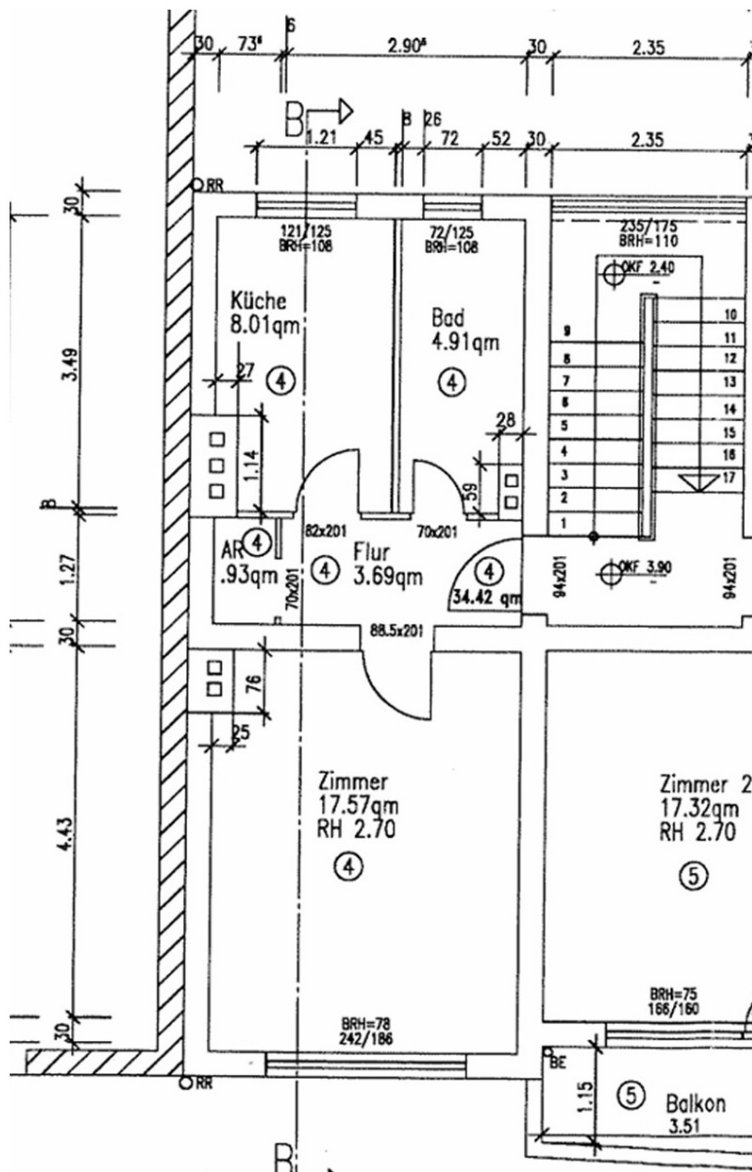 6
30
73⁵
2.90⁵
30
2.35
B
1.21
45
8
26
72
52
30
2.35
RR
30
121/125
BRH=108
72/125
BRH=108
235/175
BRH=110
OKF 2.40
Küche
8.01qm
Bad
4.91qm
9
8
7
6
5
4
3
2
1
10
11
12
13
14
15
16
17
3.49
27
4
4
28
1.14
59
8
82x201
70x201
AR
.93qm
4
Flur
3.69qm
4
4
34.42 qm
70x201
94x201
OKF 3.90
94x201
1.27
30
88.5x201
76
25
Zimmer
17.57qm
RH 2.70
4
Zimmer 2
17.32qm
RH 2.70
5
4.43
BRH=78
242/186
BRH=75
166/160
30
RR
BE
1.15
5
Balkon
3.51
B